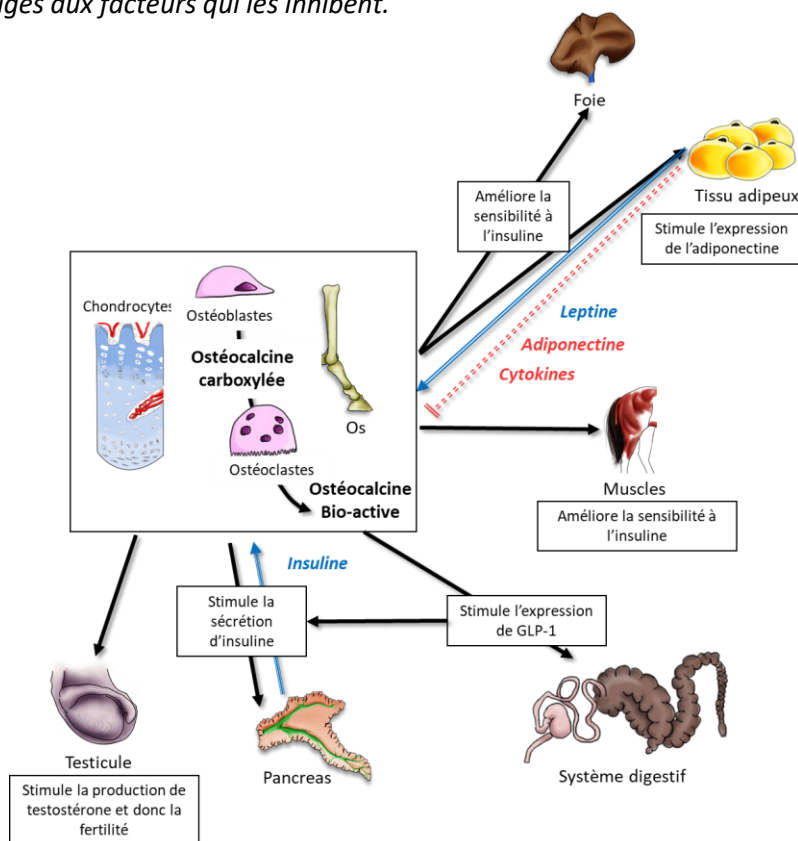 aux facteurs qui les inhibent.
Foie
Tissu adipeux
Améliore la
sensibilité à
l'insuline
Stimule l'expression
de l'adiponectine
Chondrocytes
Ostéoblastes
Ostéocalcine
carboxylée
Os
Ostéoclastes
Ostéocalcine
Bio-active
Leptine
Adiponectine
Cytokines
Muscles
Améliore la sensibilité à
l'insuline
Insuline
Stimule la
sécrétion
d'insuline
Stimule l'expression
de GLP-1
Testicule
Stimule la production de
testostérone et donc la
fertilité
Pancreas
Système digestif